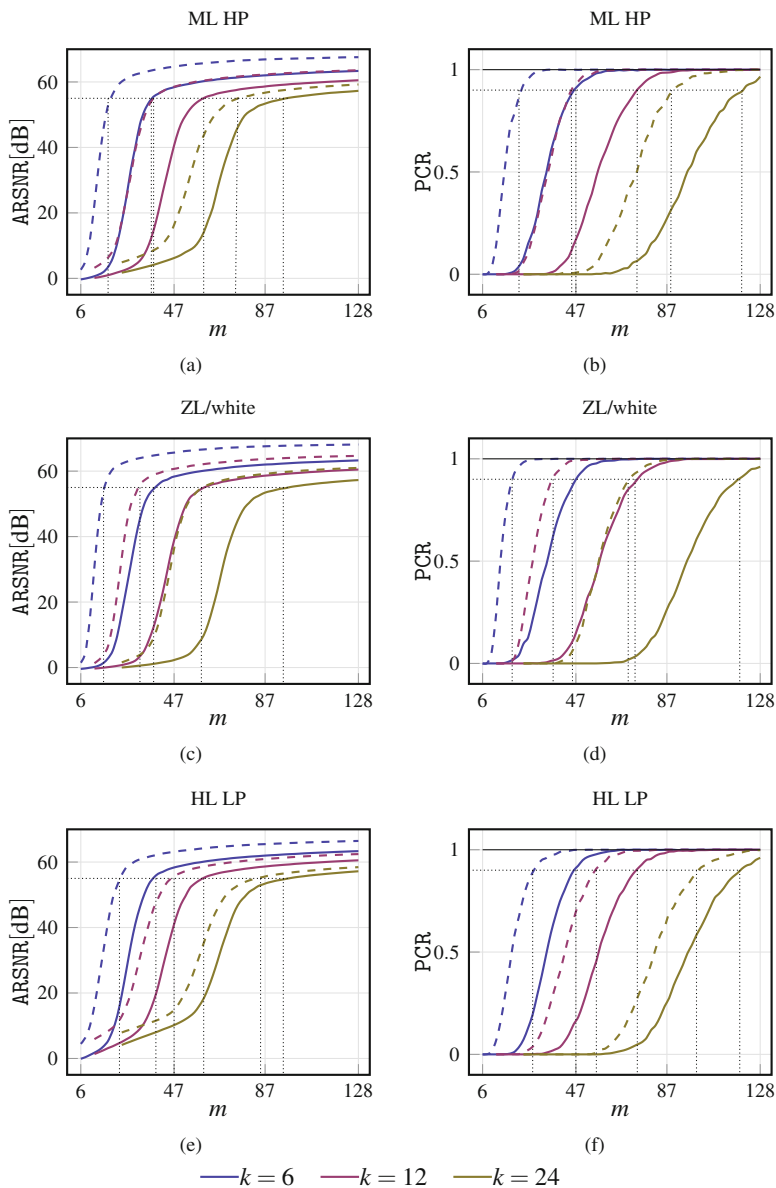 ML HP
ML HP
ARSNR[dB]
60
40
20
0
6
47
87
128
m
PCR
1
0.5
0
6
47
87
128
m
(a)
(b)
ZL/white
ZL/white
ARSNR[dB]
60
40
20
0
6
47
87
128
m
PCR
1
0.5
0
6
47
87
128
m
(c)
(d)
HL LP
HL LP
ARSNR[dB]
60
40
20
0
6
47
87
128
m
PCR
1
0.5
0
6
47
87
128
m
(e)
(f)
k = 6 k = 12 k = 24